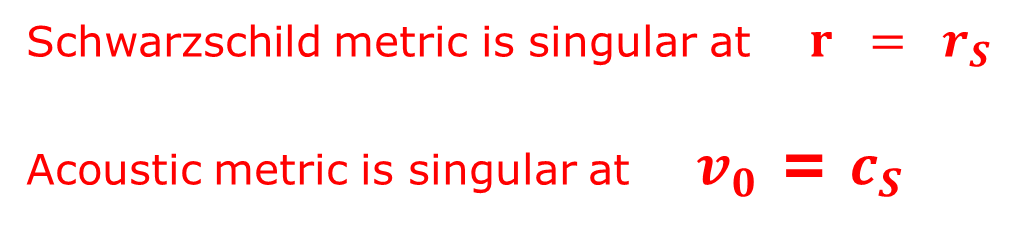 Schwarzschild metric is singular at r = r_S
Acoustic metric is singular at v_0 = c_S